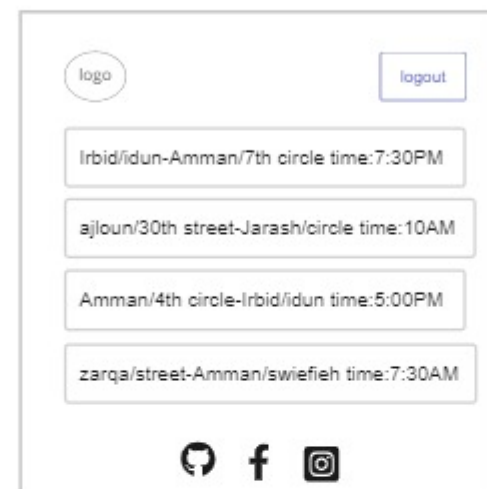 logo
logout
Irbid/idun-Amman/7th circle time:7:30PM
ajloun/30th street-Jarash/circle time:10AM
Amman/4th circle-Irbid/idun time:5:00PM
zarqa/street-Amman/swiefieh time:7:30AM